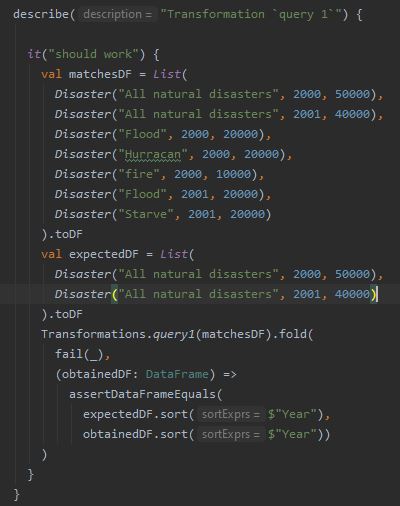 describe( description = "Transformation `query 1`") {
it("should work") {
val matchesDF = List(
Disaster("All natural disasters", 2000, 50000),
Disaster("All natural disasters", 2001, 40000),
Disaster("Flood", 2000, 20000),
Disaster("Hurracan", 2000, 20000),
Disaster("fire", 2000, 10000),
Disaster("Flood", 2001, 20000),
Disaster("Starve", 2001, 20000)
).toDF
val expectedDF = List(
Disaster("All natural disasters", 2000, 50000),
Disaster("All natural disasters", 2001, 40000)
).toDF
Transformations.query1(matchesDF).fold(
fail(_),
(obtainedDF: DataFrame) =>
assertDataFrameEquals(
expectedDF.sort( sortExprs = $"Year"),
obtainedDF.sort( sortExprs = $"Year"))
)
}
}